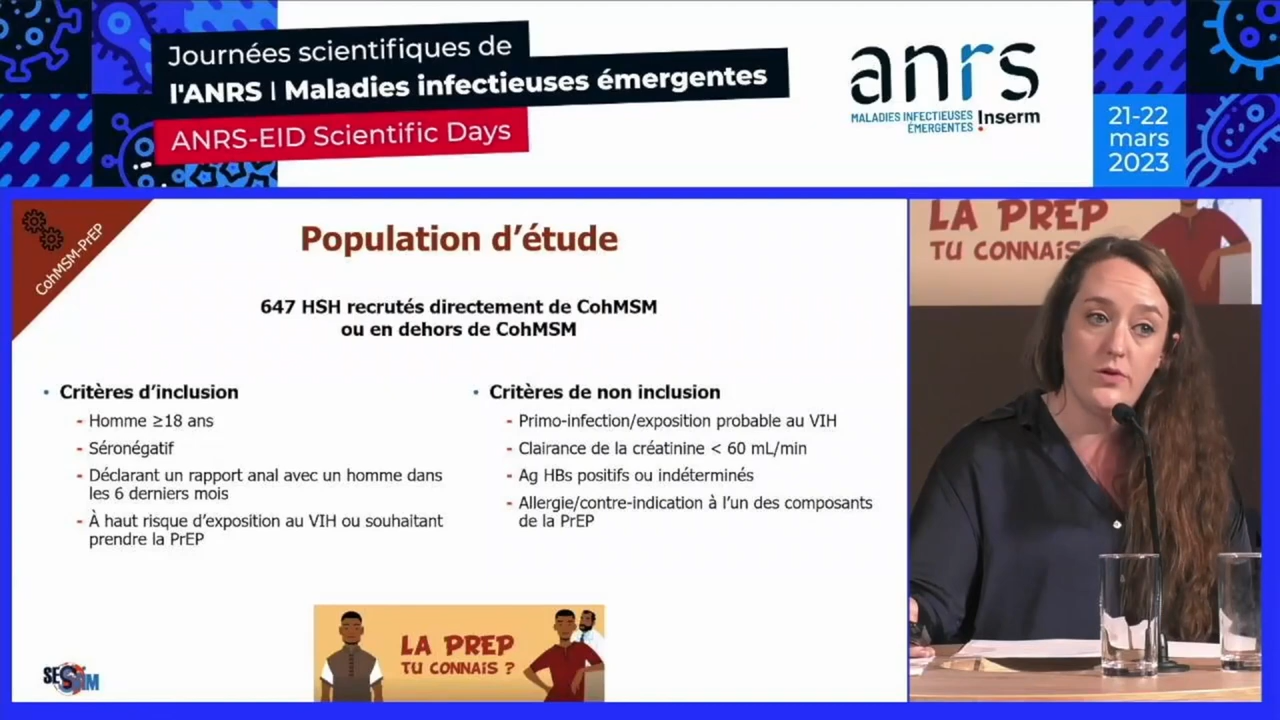 Journées scientifiques de
l'ANRS | Maladies infectieuses émergentes
ANRS-EID Scientific Days
anrs
MALADIES INFECTIEUSES
ÉMERGENTES Inserm
21-22
mars
2023
CohMSM-PrEP
Population d'étude
647 HSH recrutés directement de CohMSM
ou en dehors de CohMSM
• Critères d'inclusion
- Homme ≥18 ans
- Séronégatif
- Déclarant un rapport anal avec un homme dans
les 6 derniers mois
- À haut risque d'exposition au VIH ou souhaitant
prendre la PrEP
• Critères de non inclusion
- Primo-infection/exposition probable au VIH
- Clairance de la créatinine < 60 mL/min
- Ag HBs positifs ou indéterminés
- Allergie/contre-indication à l'un des composants
de la PrEP
LA PREP
TU CONNAIS ?
SESSTIM
LA PREP
TU CONNAIS